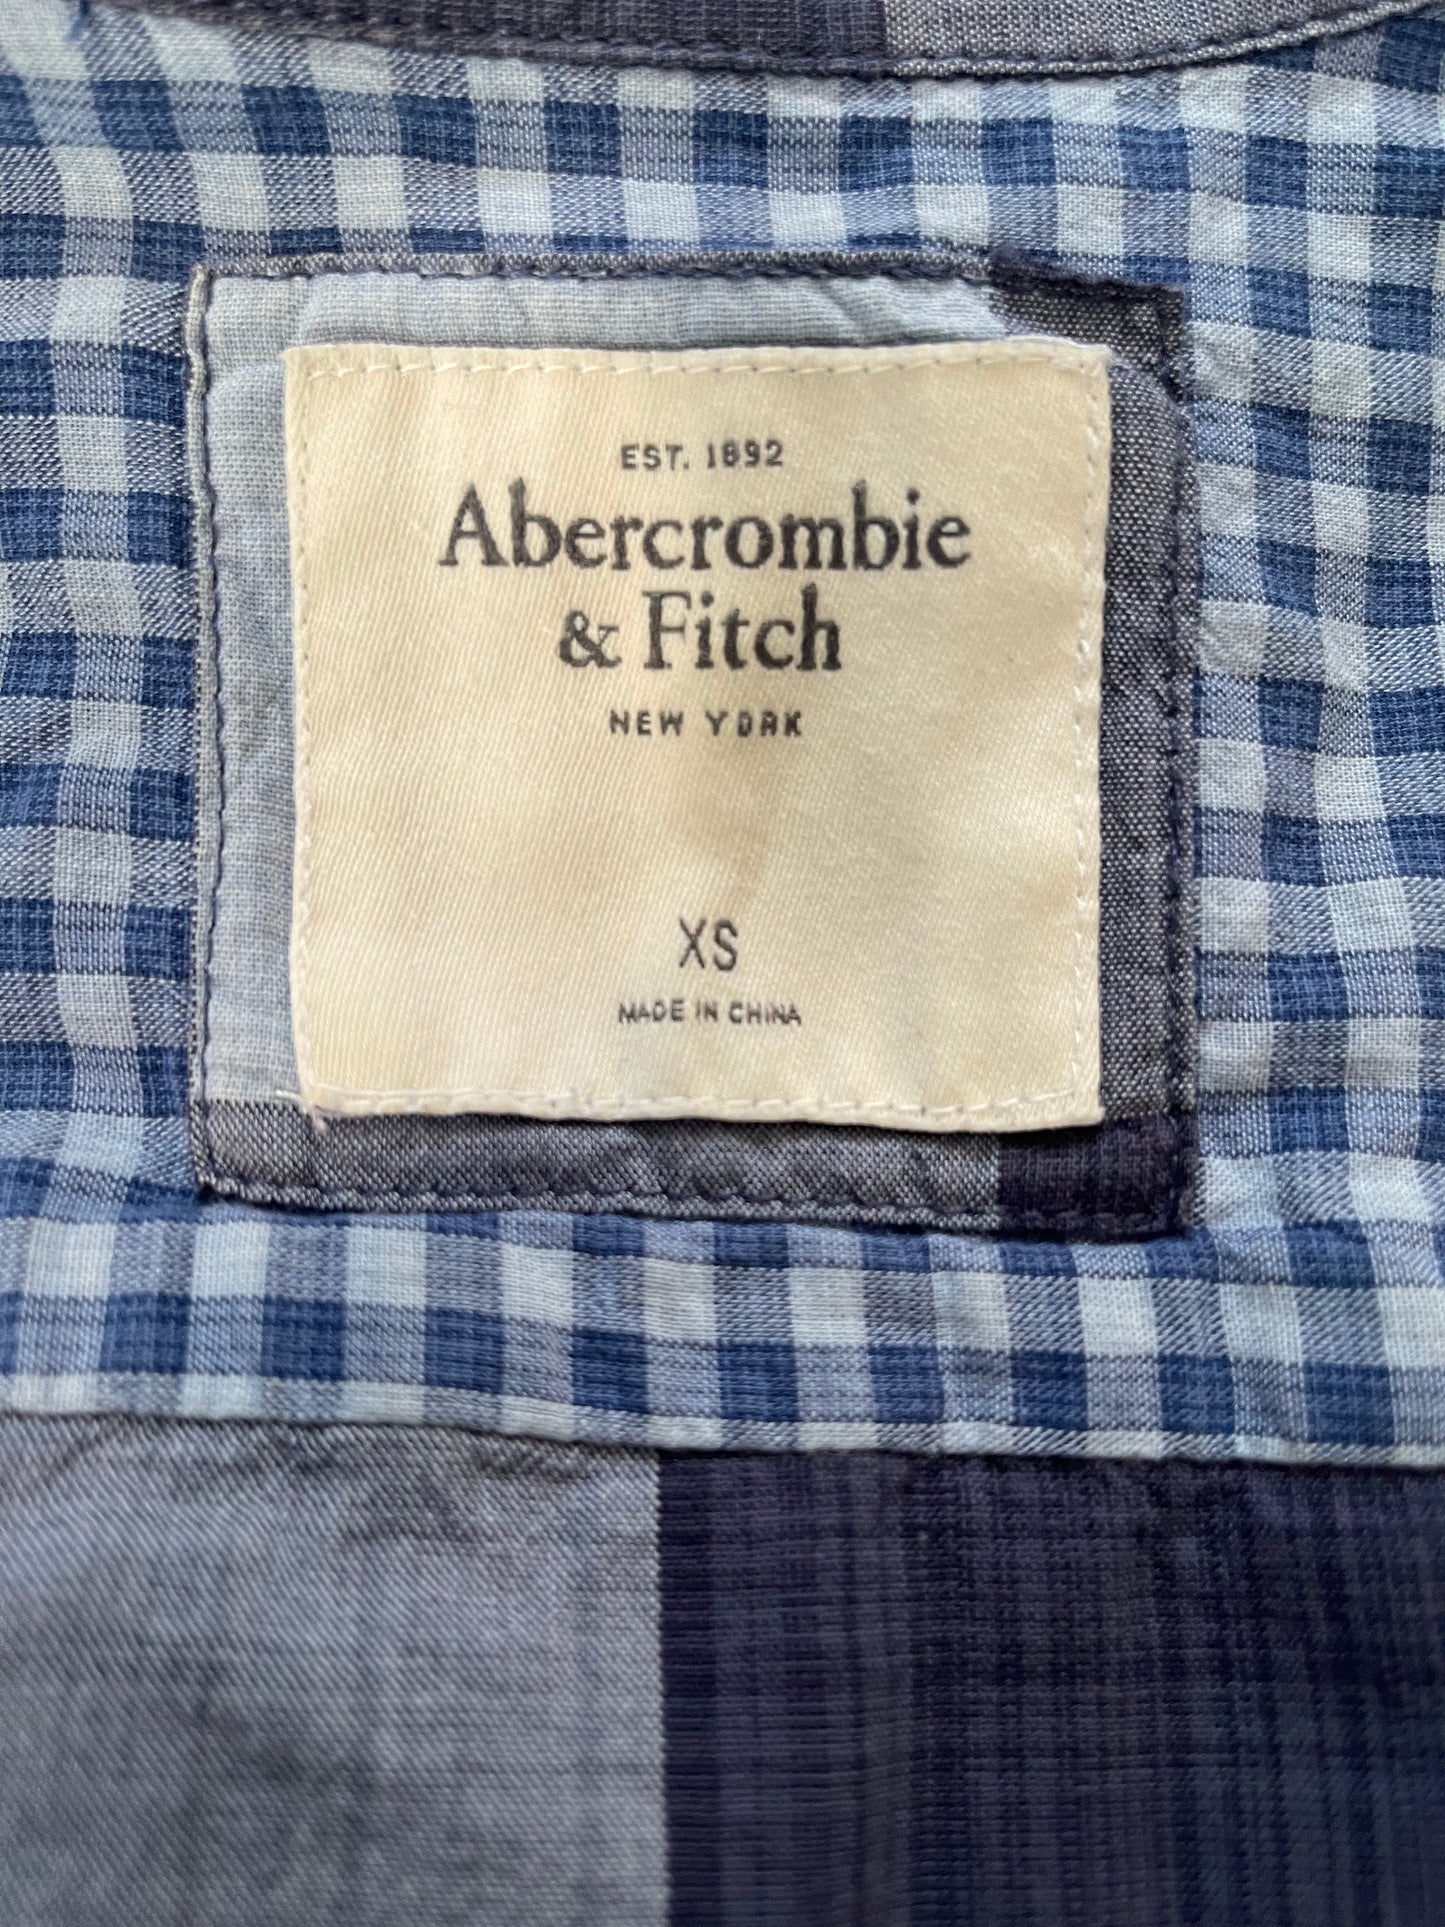 EST. 1892
Abercrombie
& Fitch
NEW YORK
XS
MADE IN CHINA